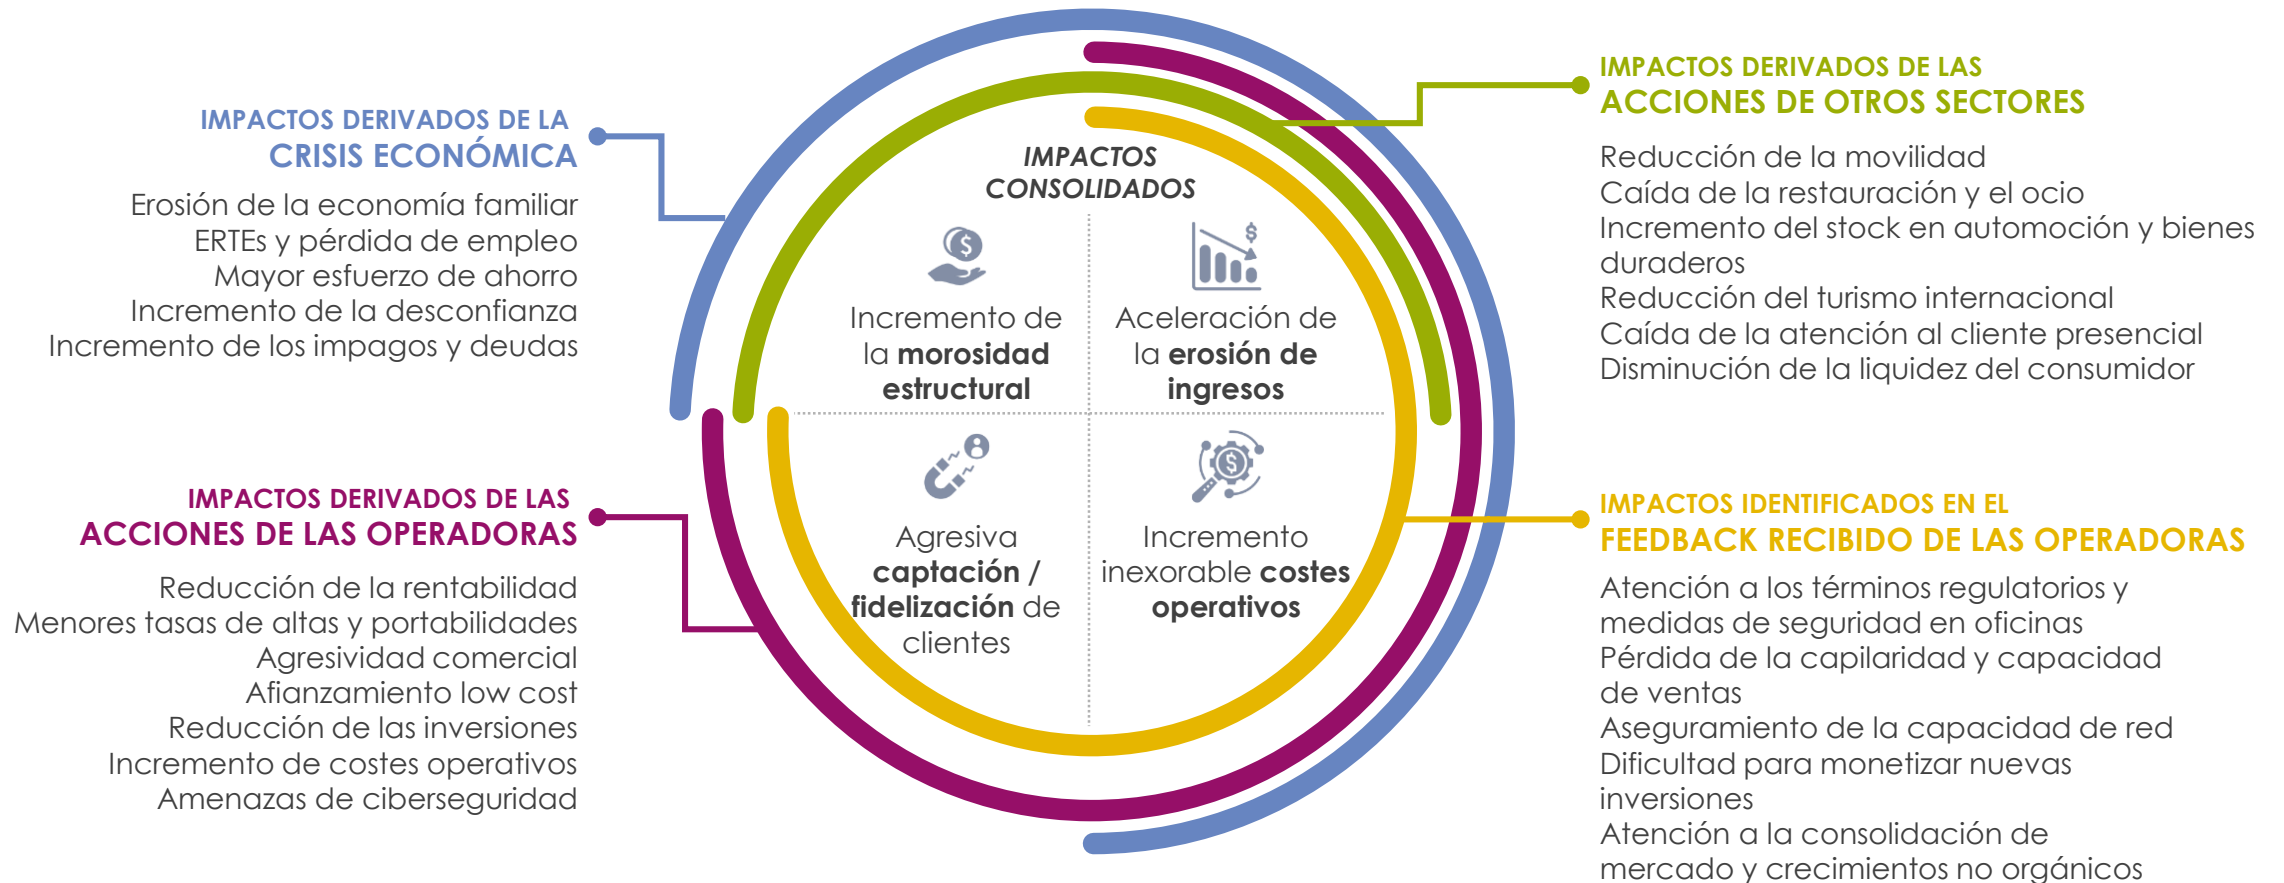 IMPACTOS DERIVADOS DE LA
CRISIS ECONÓMICA
Erosión de la economía familiar
ERTEs y pérdida de empleo
Mayor esfuerzo de ahorro
Incremento de la desconfianza
Incremento de los impagos y deudas
IMPACTOS DERIVADOS DE LAS
ACCIONES DE LAS OPERADORAS
Reducción de la rentabilidad
Menores tasas de altas y portabilidades
Agresividad comercial
Afianzamiento low cost
Reducción de las inversiones
Incremento de costes operativos
Amenazas de ciberseguridad
IMPACTOS
CONSOLIDADOS
Incremento de
la morosidad
estructural
$
Aceleración de
la erosión de
ingresos
$
Agresiva
captación /
fidelización de
clientes
Incremento
inexorable costes
operativos
$
IMPACTOS DERIVADOS DE LAS
ACCIONES DE OTROS SECTORES
Reducción de la movilidad
Caída de la restauración y el ocio
Incremento del stock en automoción y bienes
duraderos
Reducción del turismo internacional
Caída de la atención al cliente presencial
Disminución de la liquidez del consumidor
IMPACTOS IDENTIFICADOS EN EL
FEEDBACK RECIBIDO DE LAS OPERADORAS
Atención a los términos regulatorios y
medidas de seguridad en oficinas
Pérdida de la capilaridad y capacidad
de ventas
Aseguramiento de la capacidad de red
Dificultad para monetizar nuevas
inversiones
Atención a la consolidación de
mercado y crecimientos no orgánicos